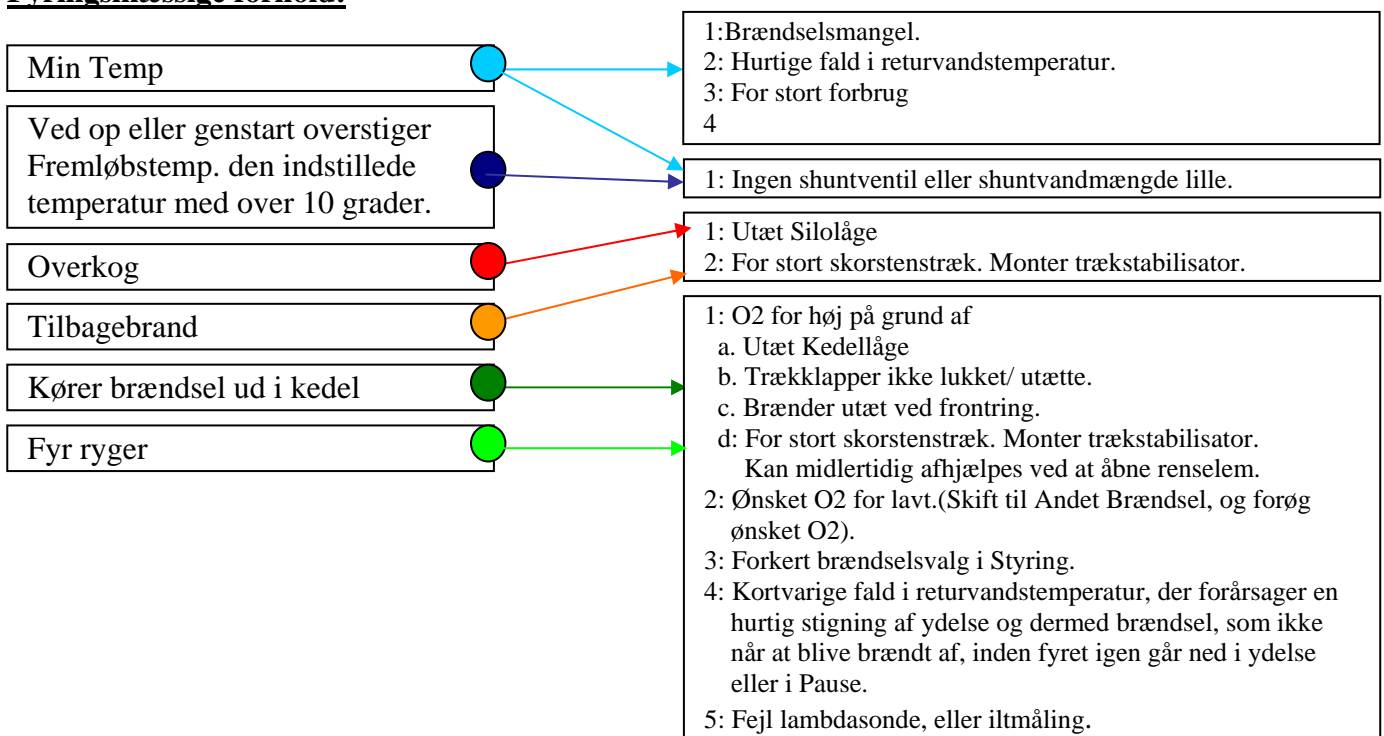 Fyringsmæssige forhold:
Min Temp
Ved op eller genstart overstiger
Fremløbstemp. den indstillede
temperatur med over 10 grader.
Overkog
Tilbagebrand
Kører brændsel ud i kedel
Fyr ryger
1:Brændselsmangel.
2: Hurtige fald i returvandstemperatur.
3: For stort forbrug
4
1: Ingen shuntventil eller shuntvandmængde lille.
1: Utæt Silolåge
2: For stort skorstenstræk. Monter trækstabilisator.
1: O2 for høj på grund af
a. Utæt Kedellåge
b. Trækklapper ikke lukket/ utætte.
c. Brænder utæt ved frontring.
d: For stort skorstenstræk. Monter trækstabilisator.
Kan midlertidig afhjælpes ved at åbne renselem.
2: Ønsket O2 for lavt.(Skift til Andet Brændsel, og forøg
ønsket O2).
3: Forkert brændselsvalg i Styring.
4: Kortvarige fald i returvandstemperatur, der forårsager en
hurtig stigning af ydelse og dermed brændsel, som ikke
når at blive brændt af, inden fyret igen går ned i ydelse
eller i Pause.
5: Fejl lambdasonde, eller iltmåling.